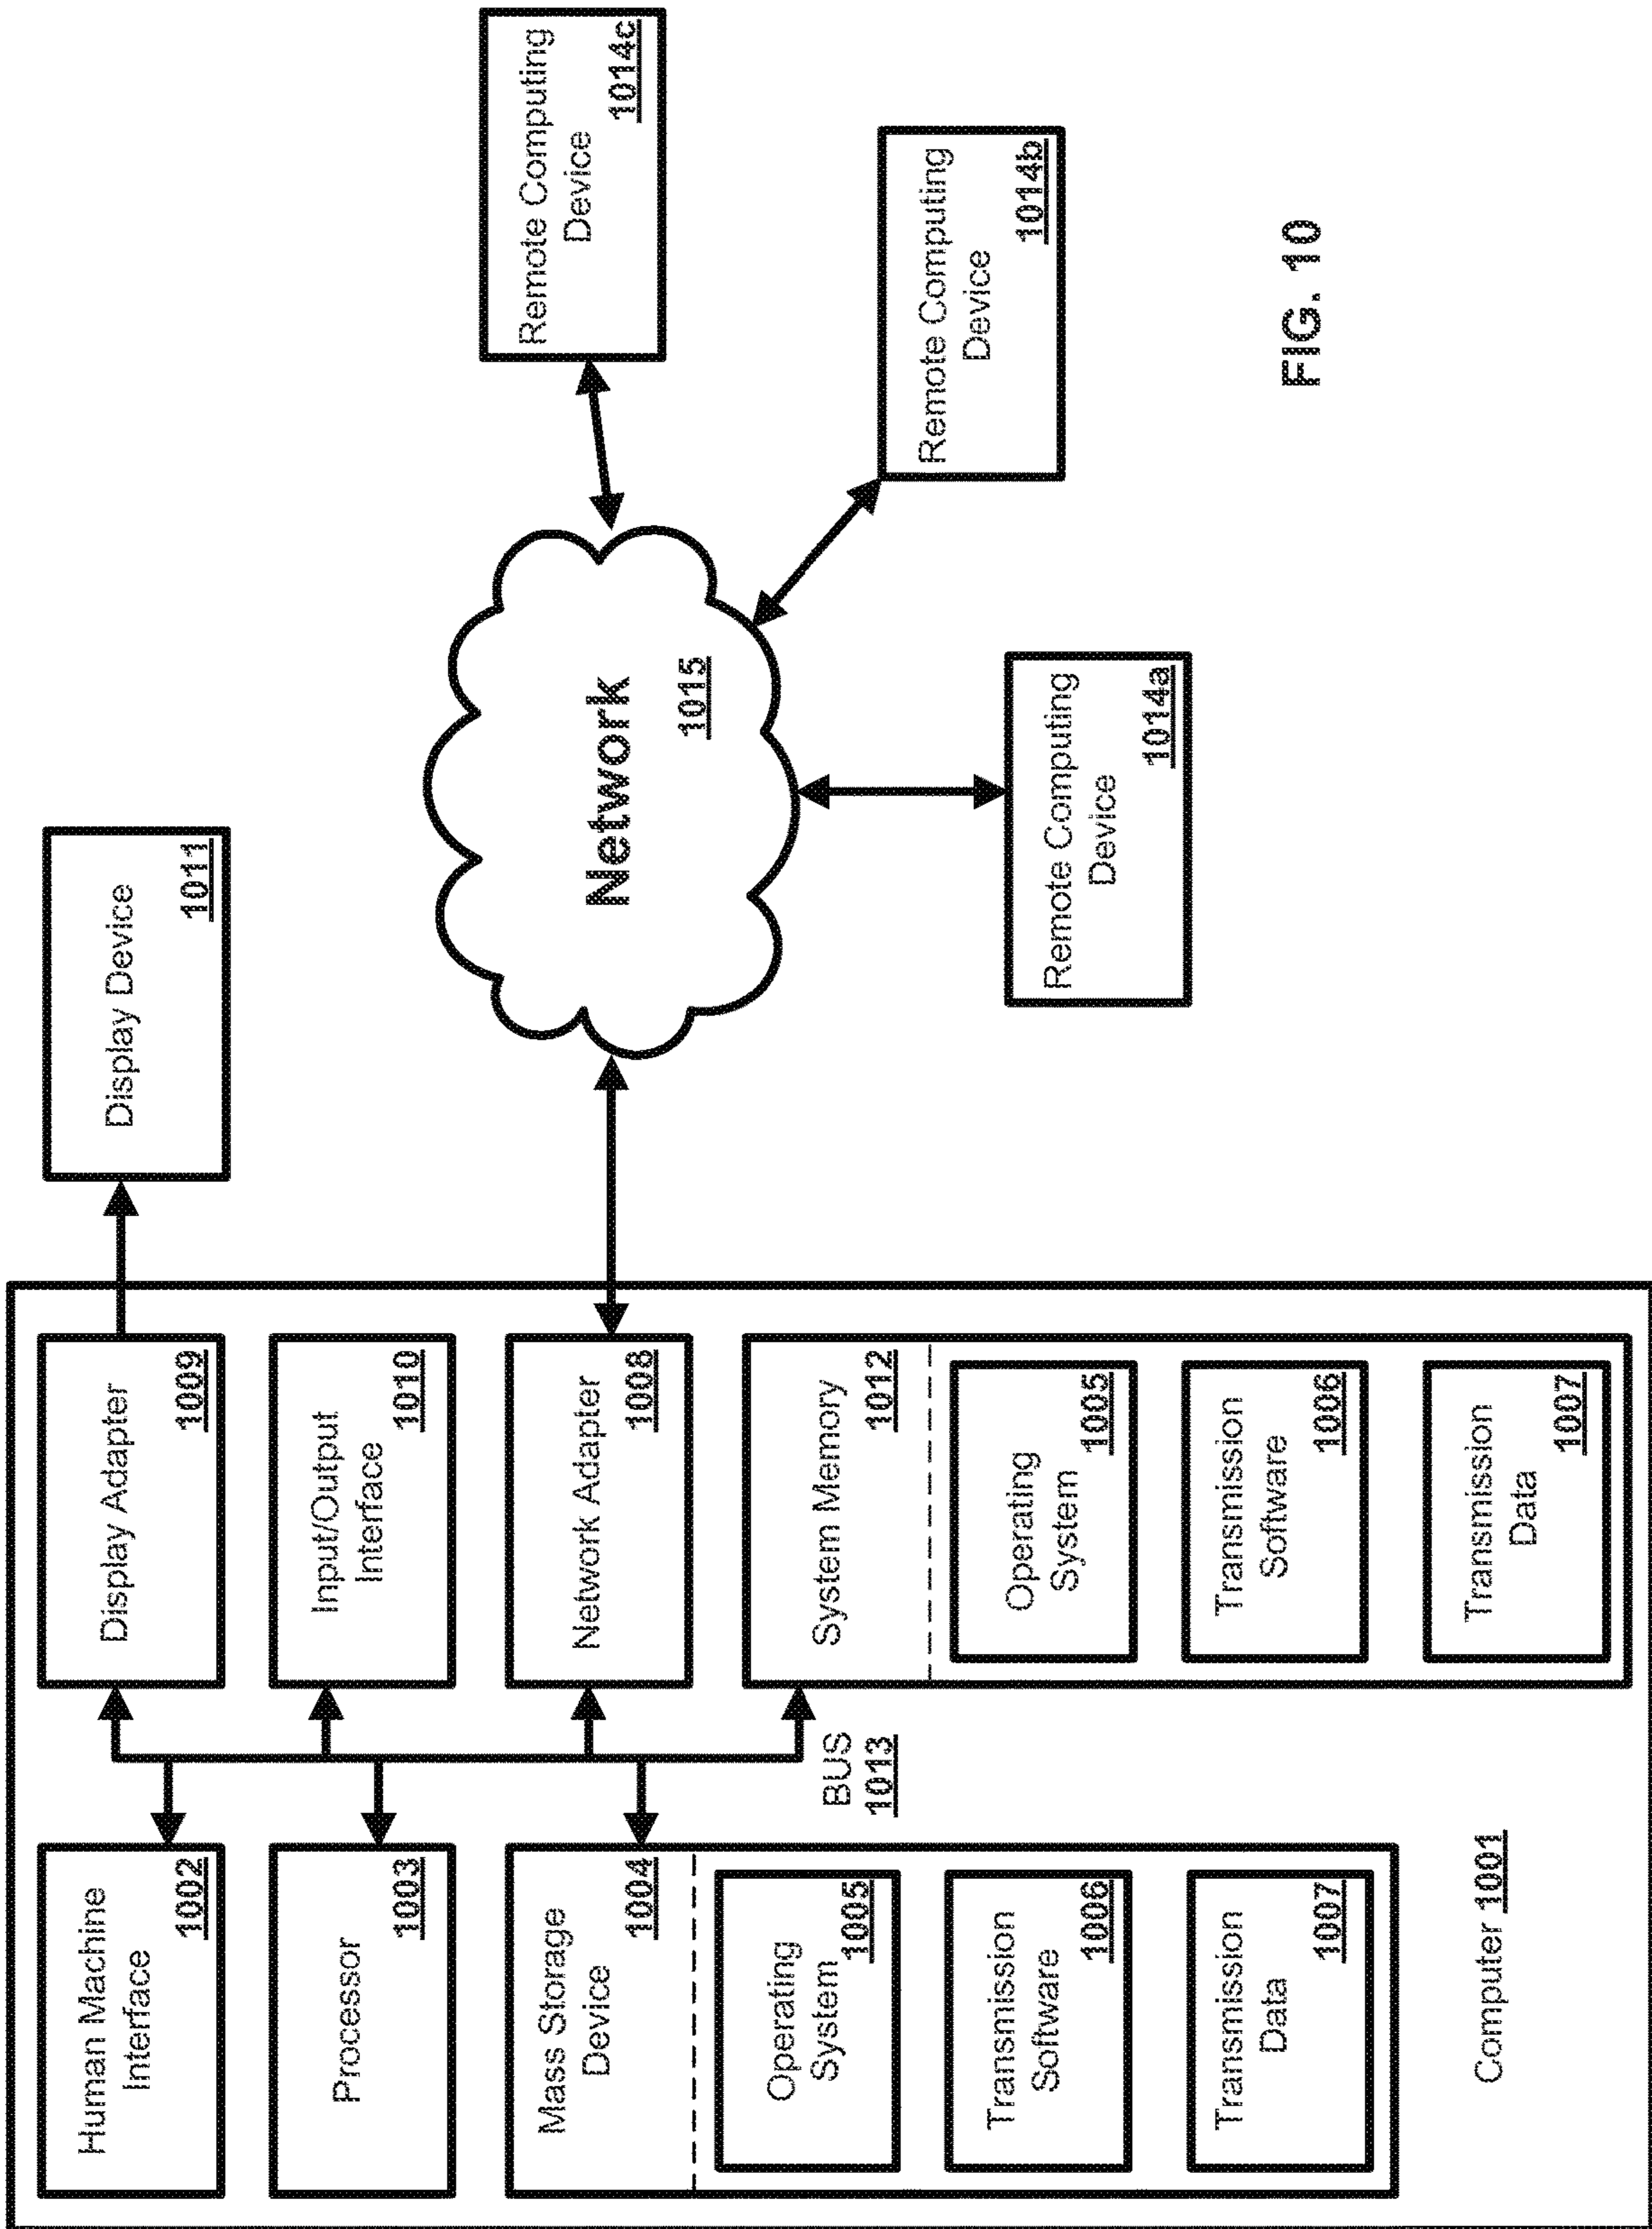 Human Machine
Interface
1002
Processor
1003
Mass Storage
Device
1004
Operating
System
1005
Transmission
Software
1006
Transmission
Data
1007
Computer 1001
BUS
1013
Display Adapter
1009
Input/Output
Interface
1010
Network Adapter
1008
System Memory
1012
Operating
System
1005
Transmission
Software
1006
Transmission
Data
1007
Display Device
1011
Network
1015
Remote Computing
Device
1014a
Remote Computing
Device
1014b
Remote Computing
Device
1014c
FIG. 10